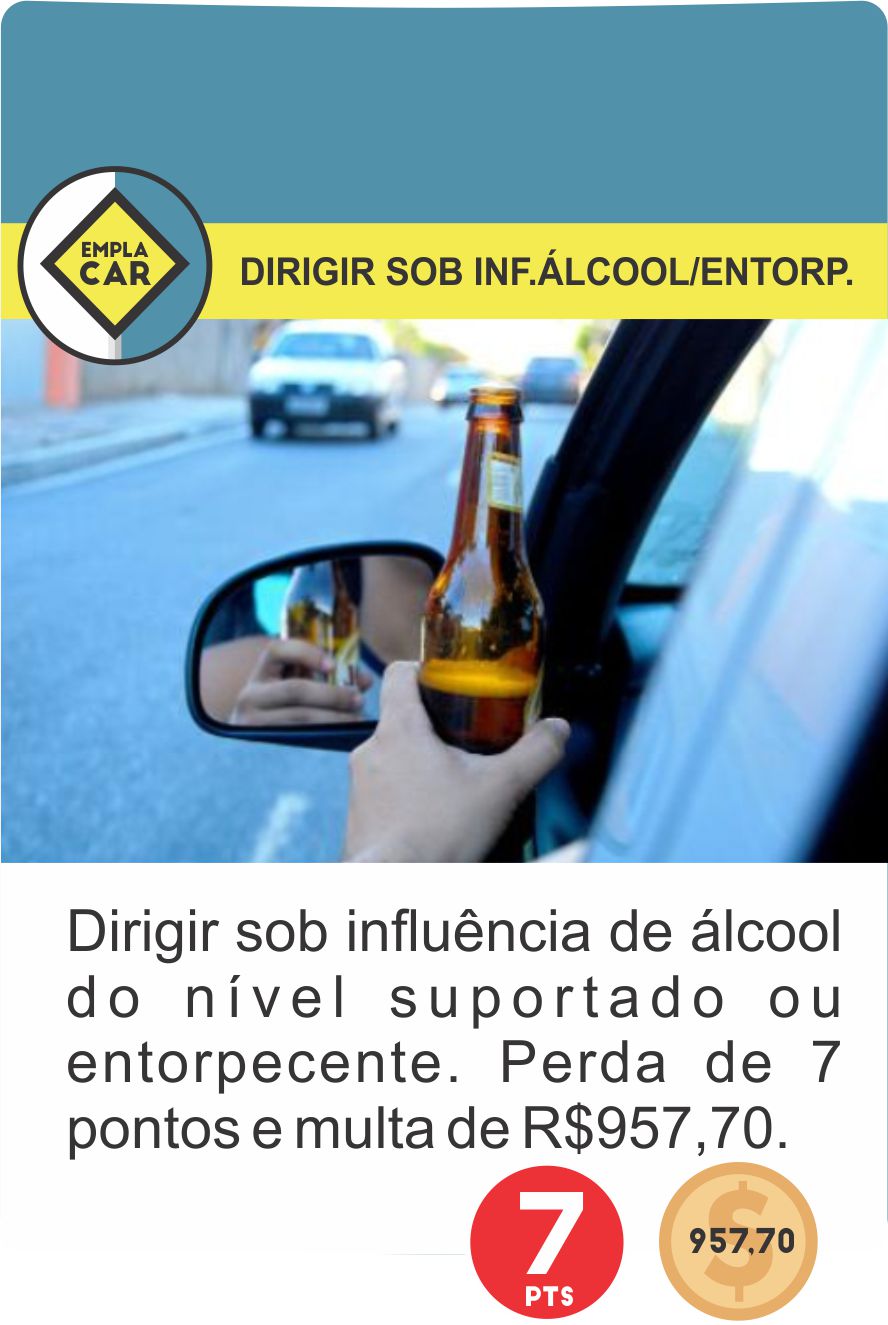 EMPLA
CAR
DIRIGIR SOB INF.ÁLCOOL/ENTORP.
Dirigir sob influência de álcool
do nível suportado ou
entorpecente. Perda de 7
pontos e multa de R$957,70.
7
PTS
$
957,70